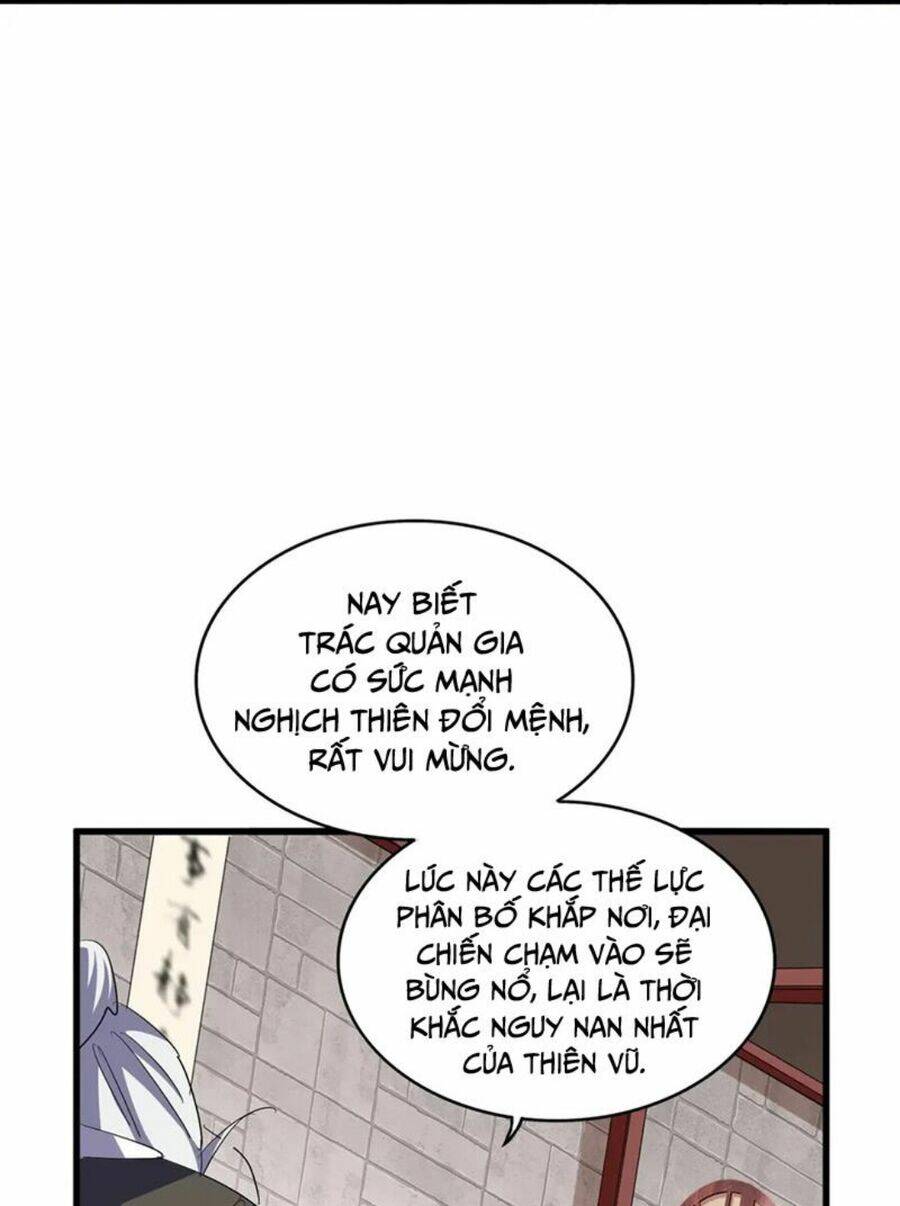 NAY BIẾT
TRÁC QUẢN GIA
CÓ SỨC MẠNH
NGHỊCH THIÊN ĐỔI MỆNH,
RẤT VUI MỪNG.
LÚC NÀY CÁC THẾ LỰC
PHÂN BỐ KHẮP NƠI, ĐẠI
CHIẾN CHẠM VÀO SẼ
BÙNG NỔ, LẠI LÀ THỜI
KHẮC NGUY NAN NHẤT
CỦA THIÊN VŨ.